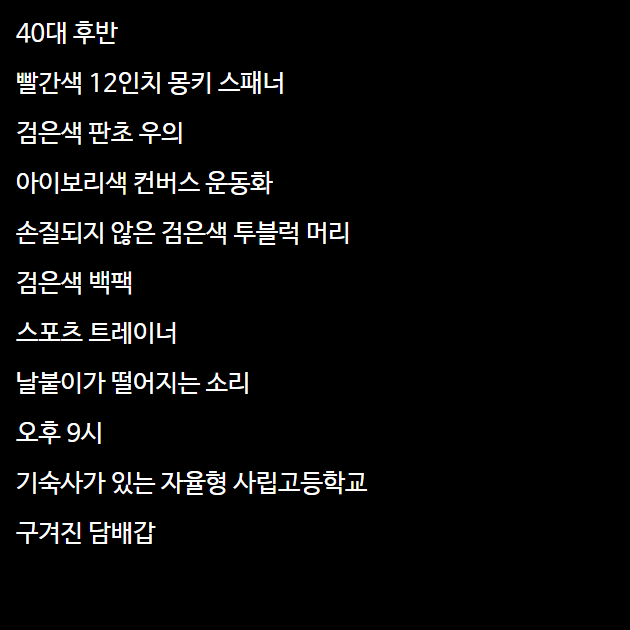 40대 후반
빨간색 12인치 몽키 스패너
검은색 판초 우의
아이보리색 컨버스 운동화
손질되지 않은 검은색 투블럭 머리
검은색 백팩
스포츠 트레이너
날붙이가 떨어지는 소리
오후 9시
기숙사가 있는 자율형 사립고등학교
구겨진 담배갑